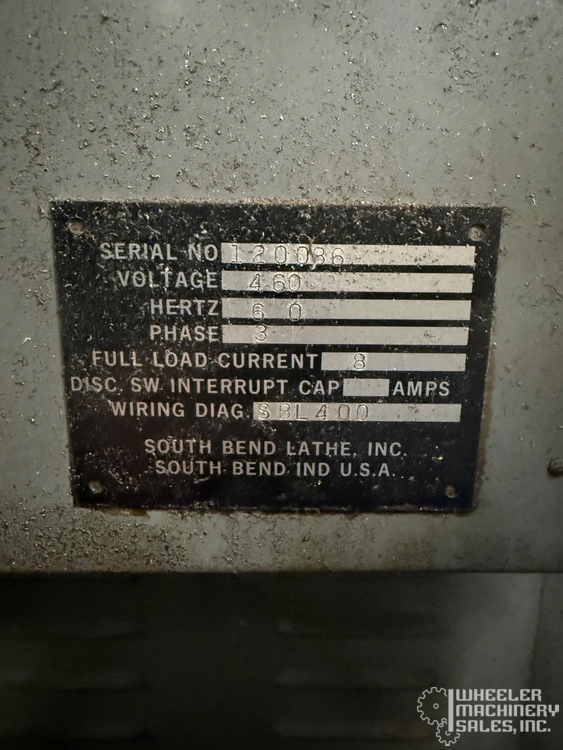 SERIAL NO 120086
VOLTAGE 460
HERTZ 60
PHASE 3
FULL LOAD CURRENT 8
DISC. SW INTERRUPT CAP AMPS
WIRING DIAG. SBL400
SOUTH BEND LATHE, INC.
SOUTH BEND IND U.S.A.
WHEELER
MACHINERY
SALES, INC.